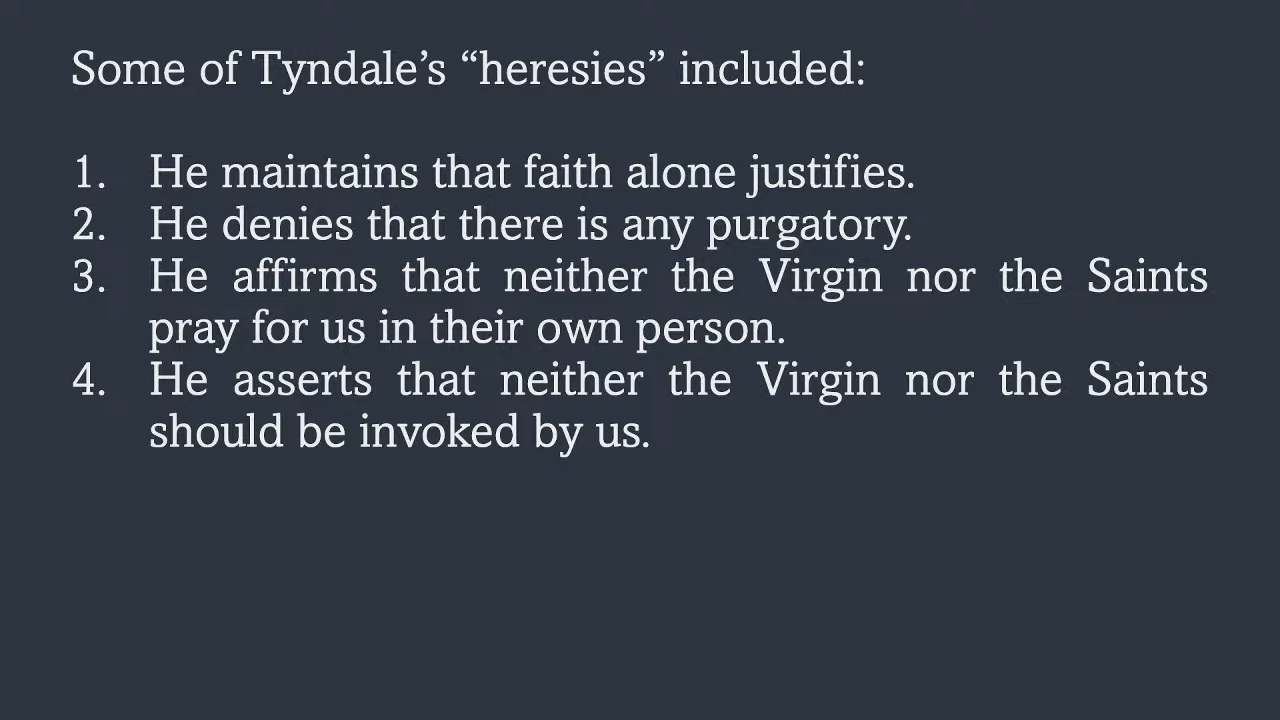 Some of Tyndale’s “heresies” included:
1. He maintains that faith alone justifies.
2. He denies that there is any purgatory.
3. He affirms that neither the Virgin nor the Saints
pray for us in their own person.
4. He asserts that neither the Virgin nor the Saints
should be invoked by us.